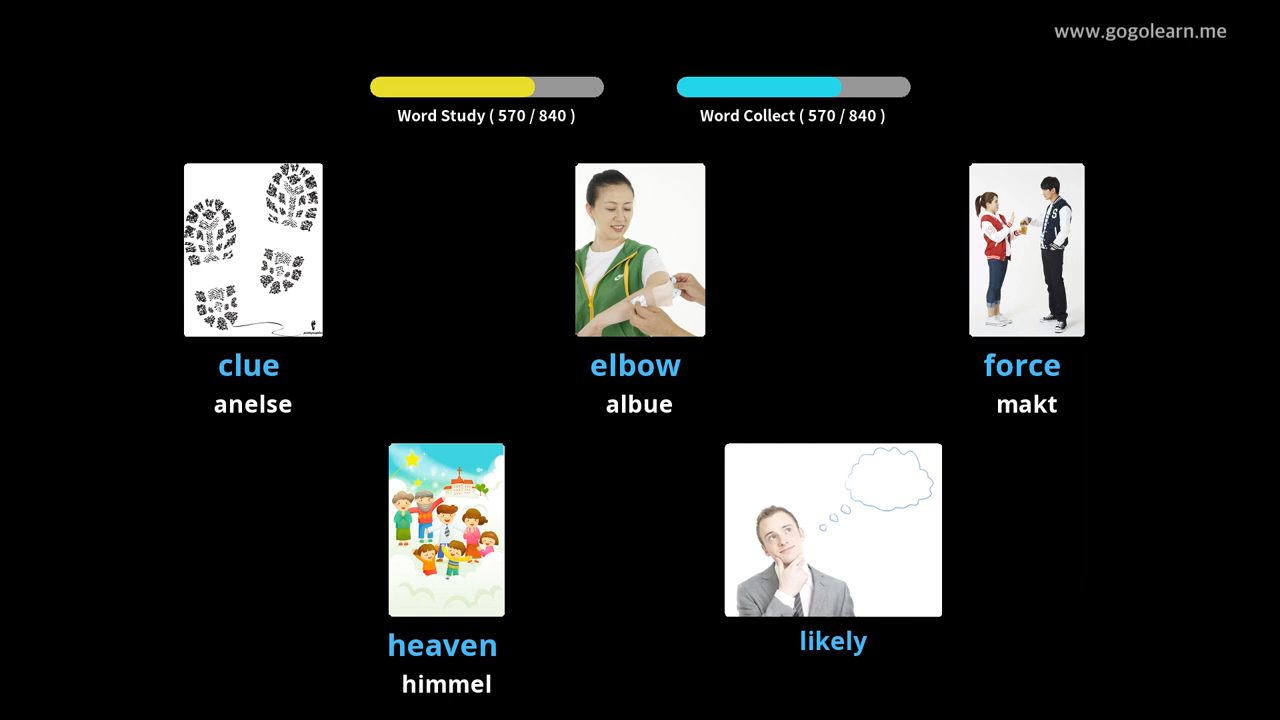 www.gogolearn.me
Word Study ( 570 / 840 )
Word Collect ( 570 / 840 )
clue
anelse
elbow
albue
force
makt
heaven
himmel
likely